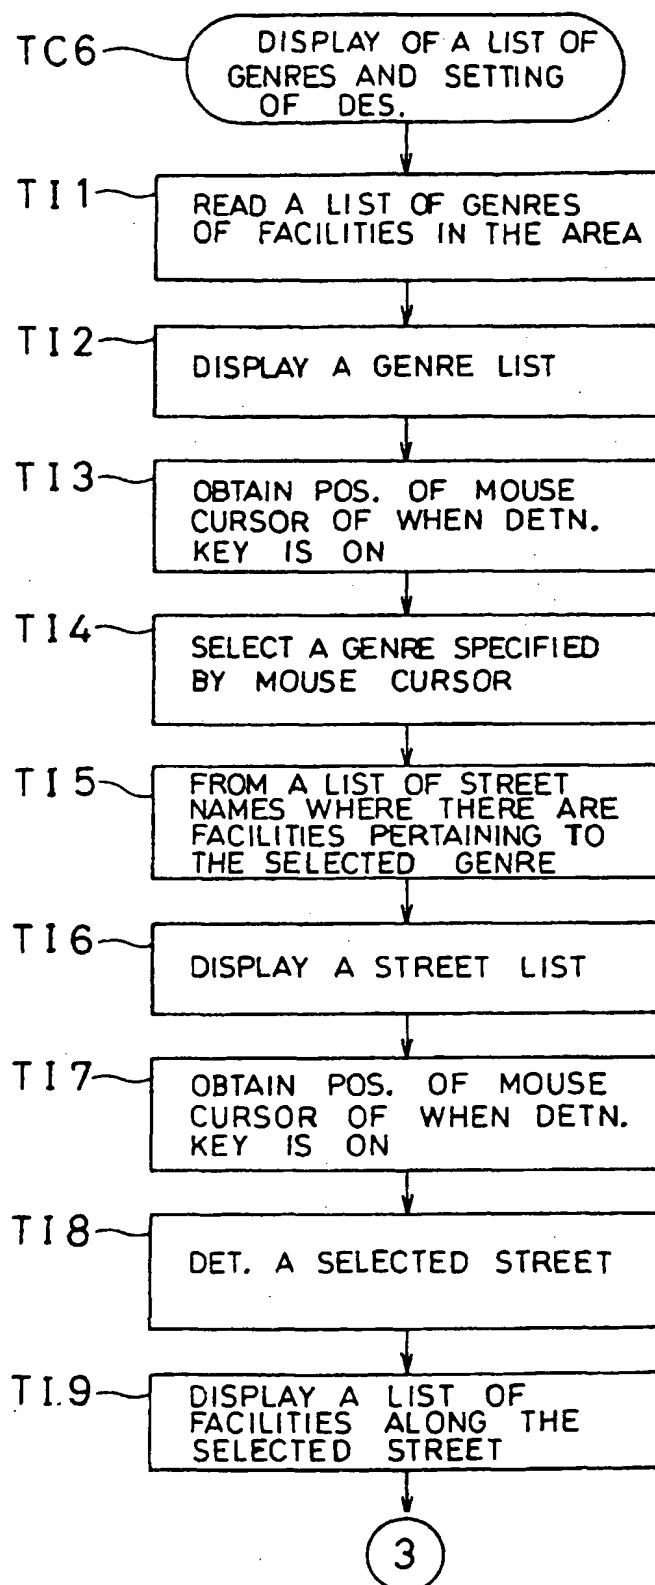 TC6
DISPLAY OF A LIST OF
GENRES AND SETTING
OF DES.
TI1
READ A LIST OF GENRES
OF FACILITIES IN THE AREA
TI2
DISPLAY A GENRE LIST
TI3
OBTAIN POS. OF MOUSE
CURSOR OF WHEN DETN.
KEY IS ON
TI4
SELECT A GENRE SPECIFIED
BY MOUSE CURSOR
TI5
FROM A LIST OF STREET
NAMES WHERE THERE ARE
FACILITIES PERTAINING TO
THE SELECTED GENRE
TI6
DISPLAY A STREET LIST
TI7
OBTAIN POS. OF MOUSE
CURSOR OF WHEN DETN.
KEY IS ON
TI8
DET. A SELECTED STREET
TI.9
DISPLAY A LIST OF
FACILITIES ALONG THE
SELECTED STREET
3